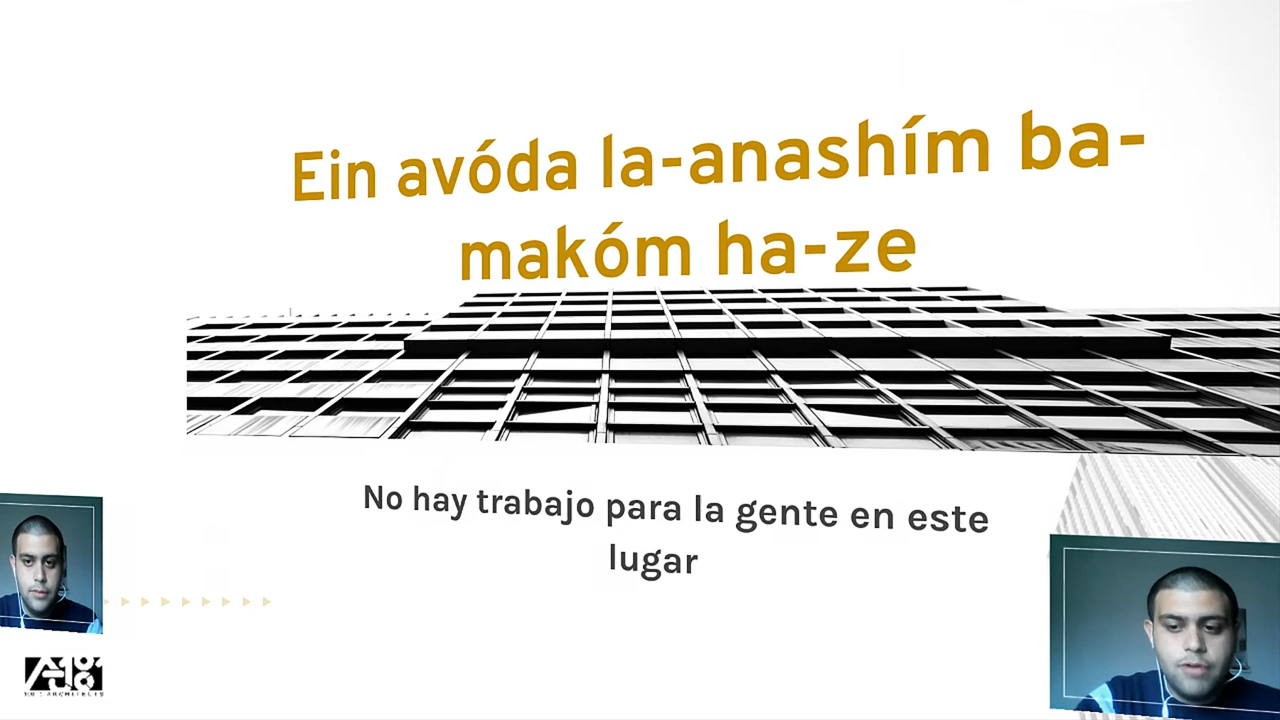 Ein avóda la-anashím ba-
makóm ha-ze
No hay trabajo para la gente en este
lugar